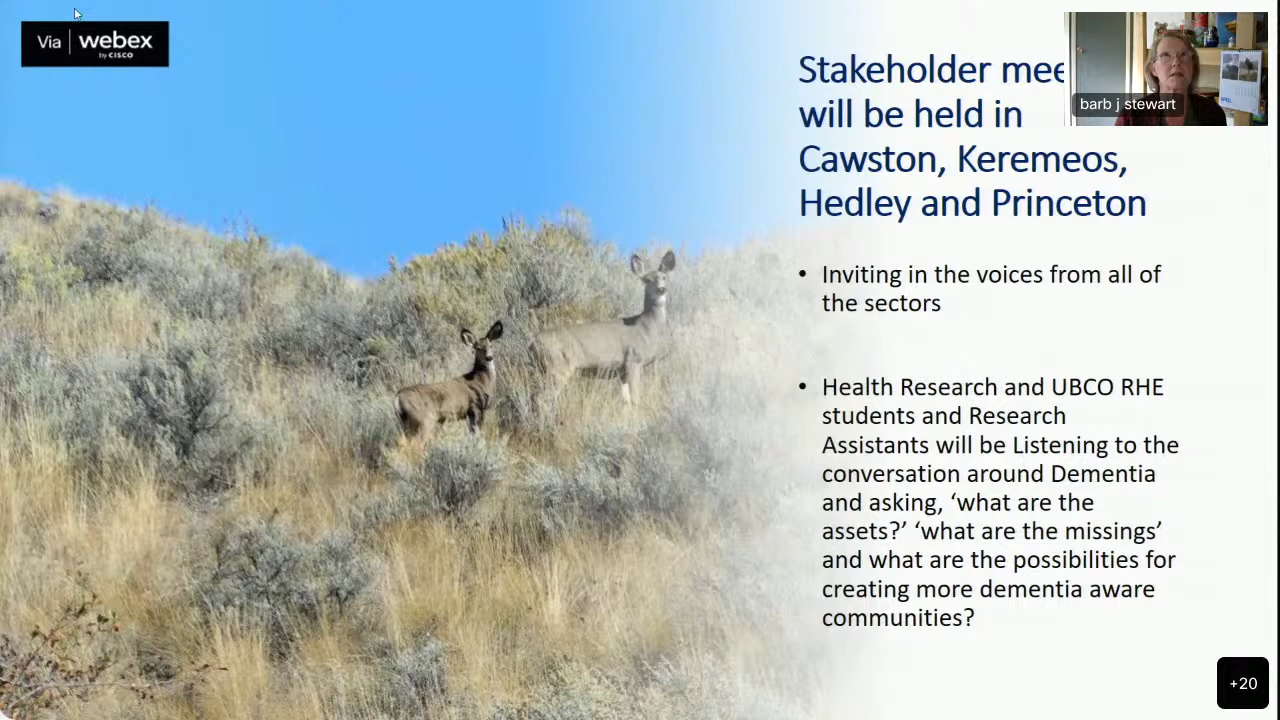 Via webex
by CISCO
Stakeholder mee
will be held in
Cawston, Keremeos,
Hedley and Princeton
barb j stewart
• Inviting in the voices from all of
the sectors
• Health Research and UBCO RHE
students and Research
Assistants will be Listening to the
conversation around Dementia
and asking, ‘what are the
assets?’ ‘what are the missings’
and what are the possibilities for
creating more dementia aware
communities?
+20